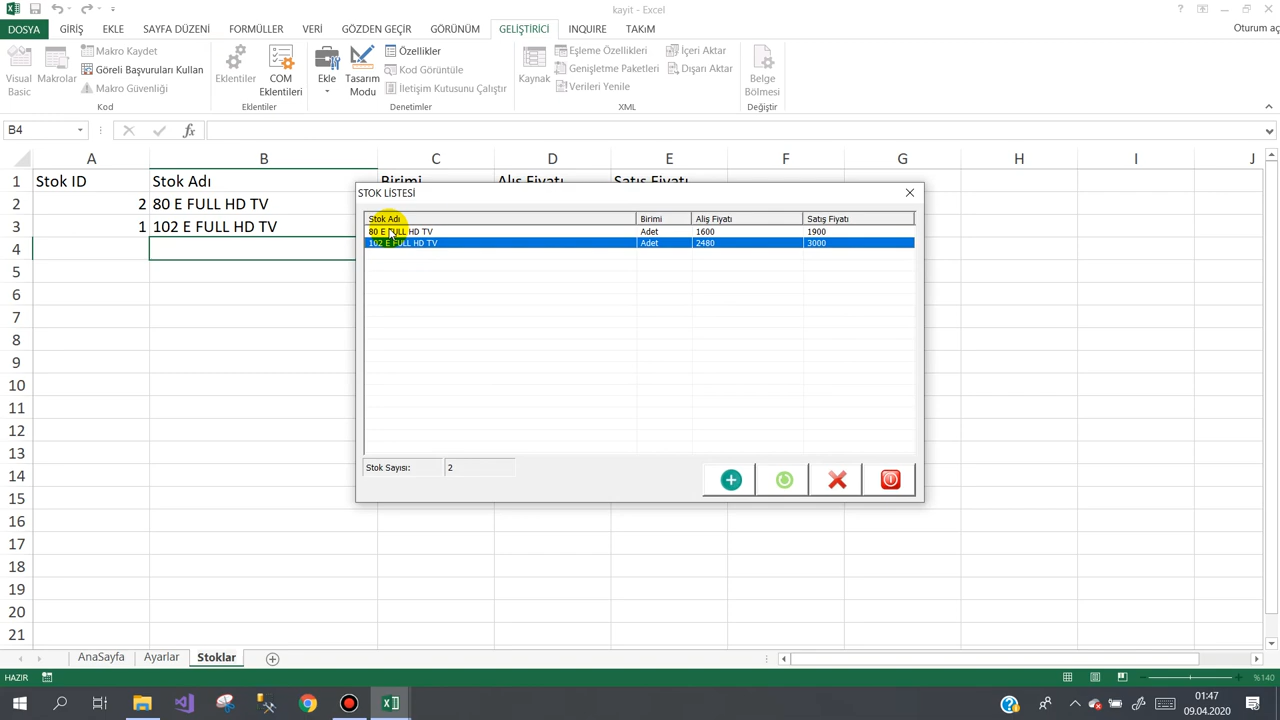 kayit - Excel
DOSYA GİRİŞ EKLE SAYFA DÜZENİ FORMÜLLER VERİ GÖZDEN GEÇİR GÖRÜNÜM GELİŞTİRİCİ INQUIRE TAKıM Oturum aç
Visual Basic
Makrolar
Makro Kaydet
Göreli Başvuruları Kullan
Makro Güvenliği
Kod
Eklentiler
COM Eklentileri
Eklentiler
Ekle
Tasarım Modu
Özellikler
Kod Görüntüle
İletişim Kutusunu Çalıştır
Denetimler
Kaynak
Eşleme Özellikleri
Genişletme Paketleri
Verileri Yenile
İçeri Aktar
Dışarı Aktar
XML
Belge Bölmesi
Değiştir
B4
fx
A B C D E F G H I J
1 Stok ID Stok Adı Birimi Alış Fiyatı Satış Fiyatı
2 2 80 E FULL HD TV
3 1 102 E FULL HD TV
4
5
6
7
8
9
10
11
12
13
14
15
16
17
18
19
20
21
STOK LİSTESİ
Stok Adı Birimi Aliş Fiyatı Satış Fiyatı
80 E FULL HD TV Adet 1600 1900
102 E FULL HD TV Adet 2480 3000
Stok Sayısı: 2
AnaSayfa Ayarlar Stoklar
HAZIR %140
01:47
09.04.2020